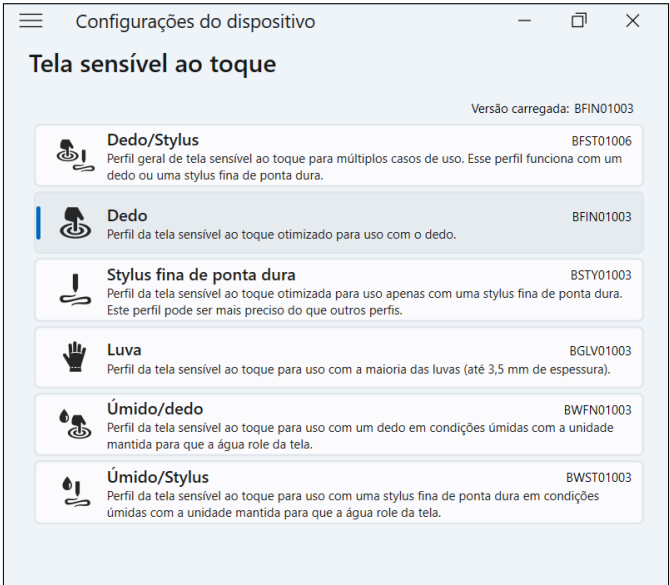 Configurações do dispositivo
Tela sensível ao toque
Versão carregada: BFIN01003
Dedo/Stylus BFST01006
Perfil geral de tela sensível ao toque para múltiplos casos de uso. Esse perfil funciona com um
dedo ou uma stylus fina de ponta dura.
Dedo BFIN01003
Perfil da tela sensível ao toque otimizado para uso com o dedo.
Stylus fina de ponta dura BSTY01003
Perfil da tela sensível ao toque otimizada para uso apenas com uma stylus fina de ponta dura.
Este perfil pode ser mais preciso do que outros perfis.
Luva BGLV01003
Perfil da tela sensível ao toque para uso com a maioria das luvas (até 3,5 mm de espessura).
Úmido/dedo BWFN01003
Perfil da tela sensível ao toque para uso com um dedo em condições úmidas com a unidade
mantida para que a água role da tela.
Úmido/Stylus BWST01003
Perfil da tela sensível ao toque para uso com uma stylus fina de ponta dura em condições
úmidas com a unidade mantida para que a água role da tela.